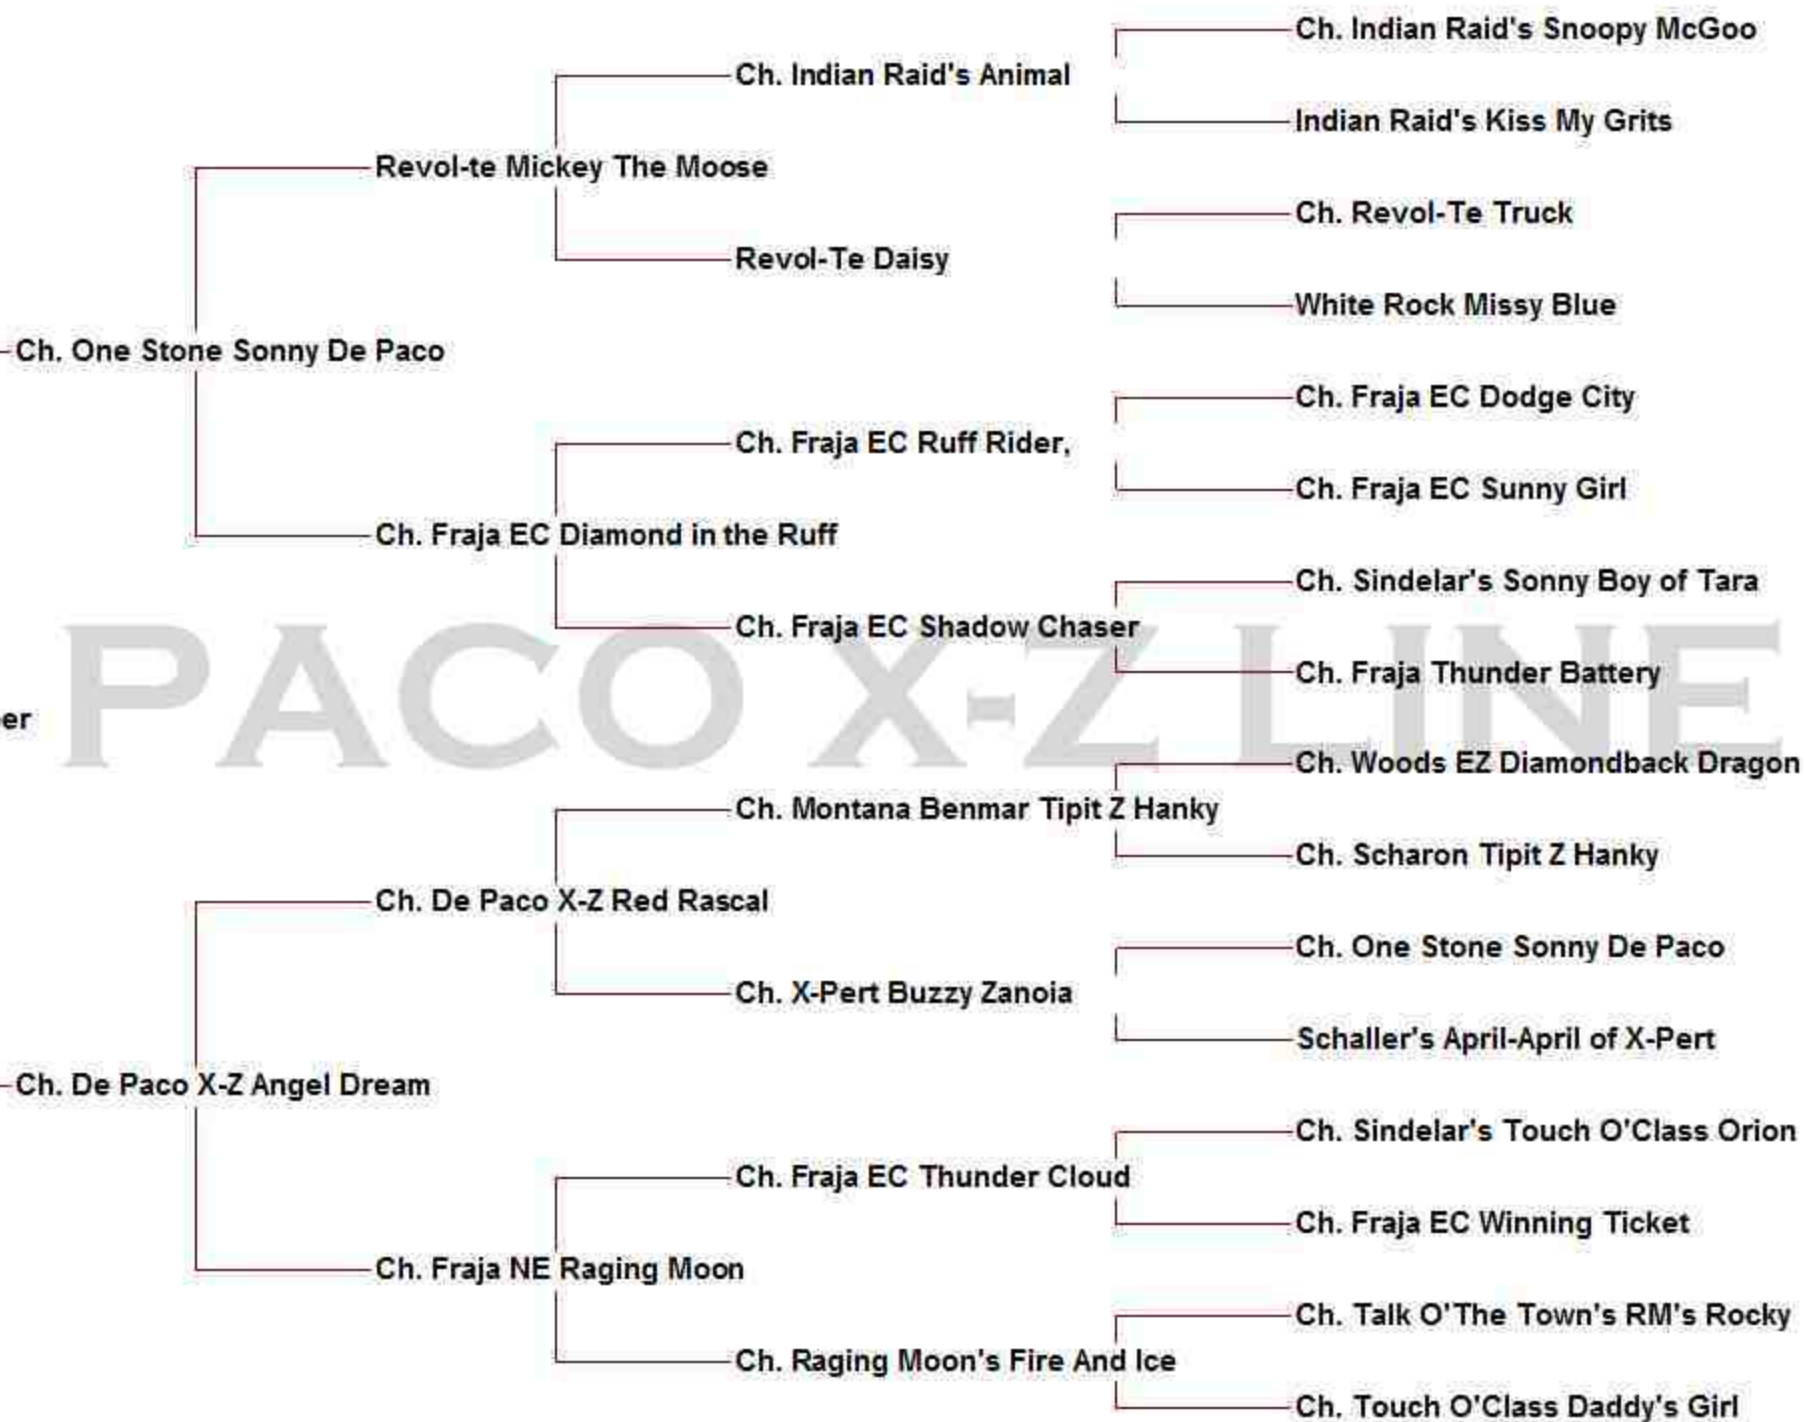 Ch. Indian Raid's Snoopy McGoo
Ch. Indian Raid's Animal
Indian Raid's Kiss My Grits
Revol-te Mickey The Moose
Ch. Revol-Te Truck
Revol-Te Daisy
White Rock Missy Blue
Ch. One Stone Sonny De Paco
Ch. Fraja EC Dodge City
Ch. Fraja EC Ruff Rider,
Ch. Fraja EC Sunny Girl
Ch. Fraja EC Diamond in the Ruff
Ch. Sindelar's Sonny Boy of Tara
Ch. Fraja EC Shadow Chaser
Ch. Fraja Thunder Battery
PACO X-Z LINE
er
Ch. Woods EZ Diamondback Dragon
Ch. Montana Benmar Tipit Z Hanky
Ch. Scharon Tipit Z Hanky
Ch. De Paco X-Z Red Rascal
Ch. One Stone Sonny De Paco
Ch. X-Pert Buzzy Zanoia
Schaller's April-April of X-Pert
Ch. De Paco X-Z Angel Dream
Ch. Sindelar's Touch O'Class Orion
Ch. Fraja EC Thunder Cloud
Ch. Fraja EC Winning Ticket
Ch. Fraja NE Raging Moon
Ch. Talk O'The Town's RM's Rocky
Ch. Raging Moon's Fire And Ice
Ch. Touch O'Class Daddy's Girl